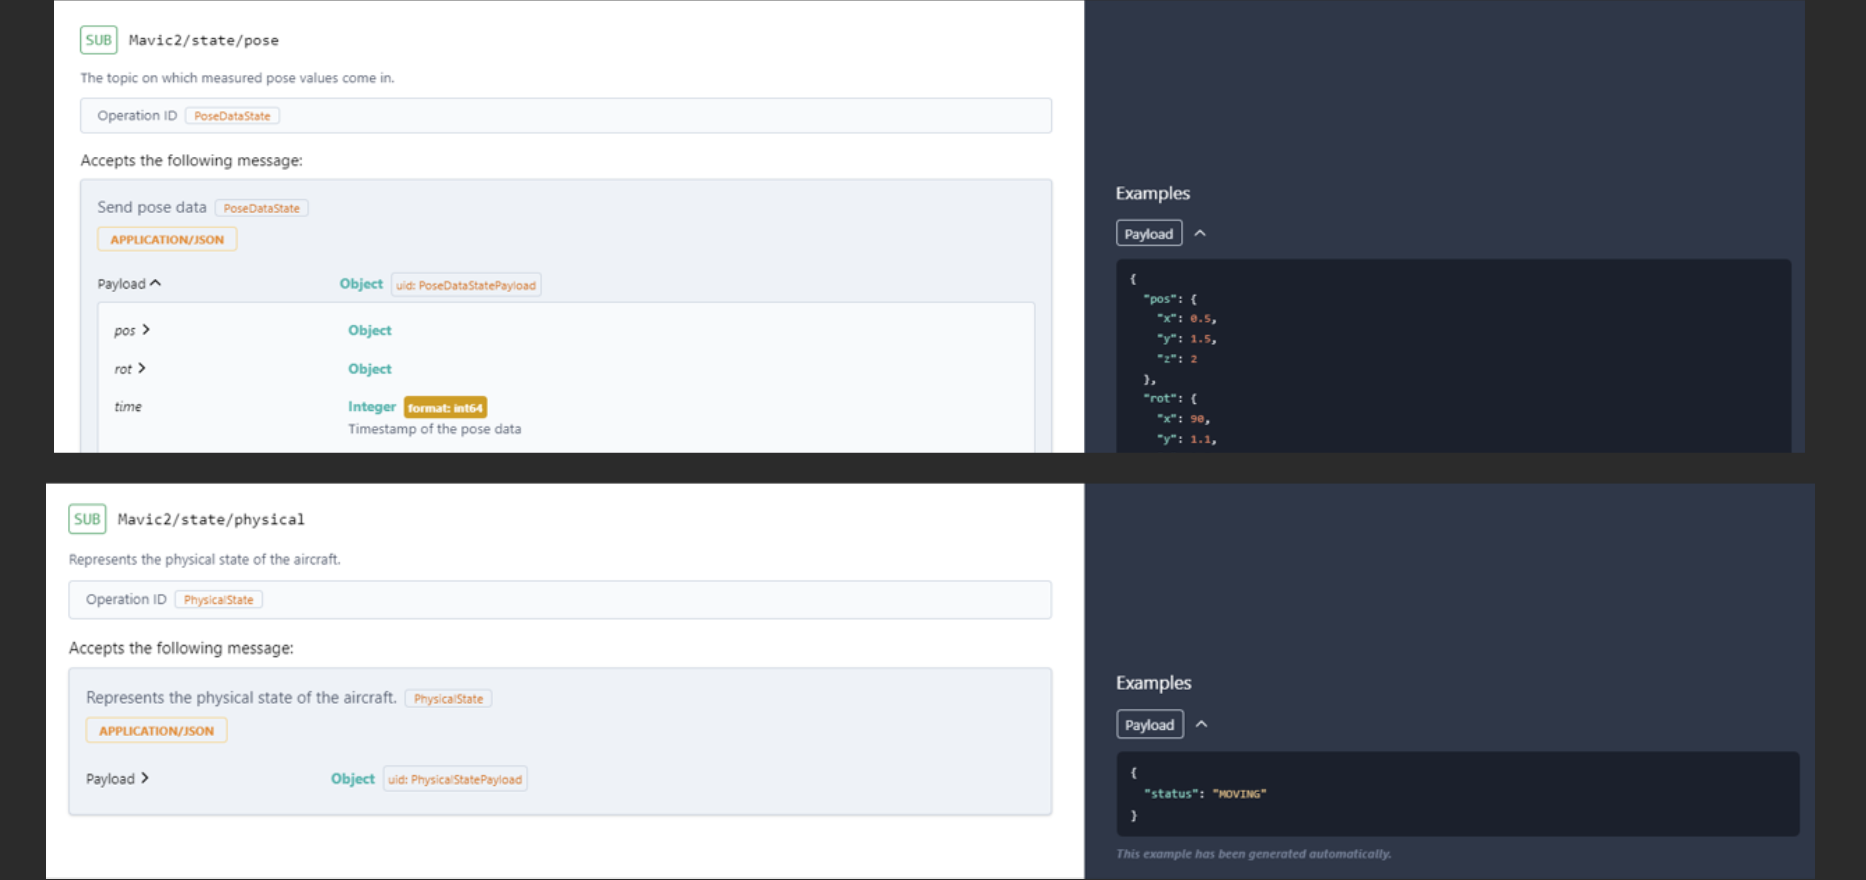 SUB Mavic2/state/pose
The topic on which measured pose values come in.
Operation ID PoseDataState
Accepts the following message:
Send pose data PoseDataState
APPLICATION/JSON
Payload Object uid: PoseDataStatePayload
pos Object
rot Object
time Integer format: int64
Timestamp of the pose data
Examples
Payload
{
"pos": {
"x": 0.5,
"y": 1.5,
"z": 2
},
"rot": {
"x": 90,
"y": 1.1,
SUB Mavic2/state/physical
Represents the physical state of the aircraft.
Operation ID PhysicalState
Accepts the following message:
Represents the physical state of the aircraft. PhysicalState
APPLICATION/JSON
Payload Object uid: PhysicalStatePayload
Examples
Payload
{
"status": "MOVING"
}
This example has been generated automatically.